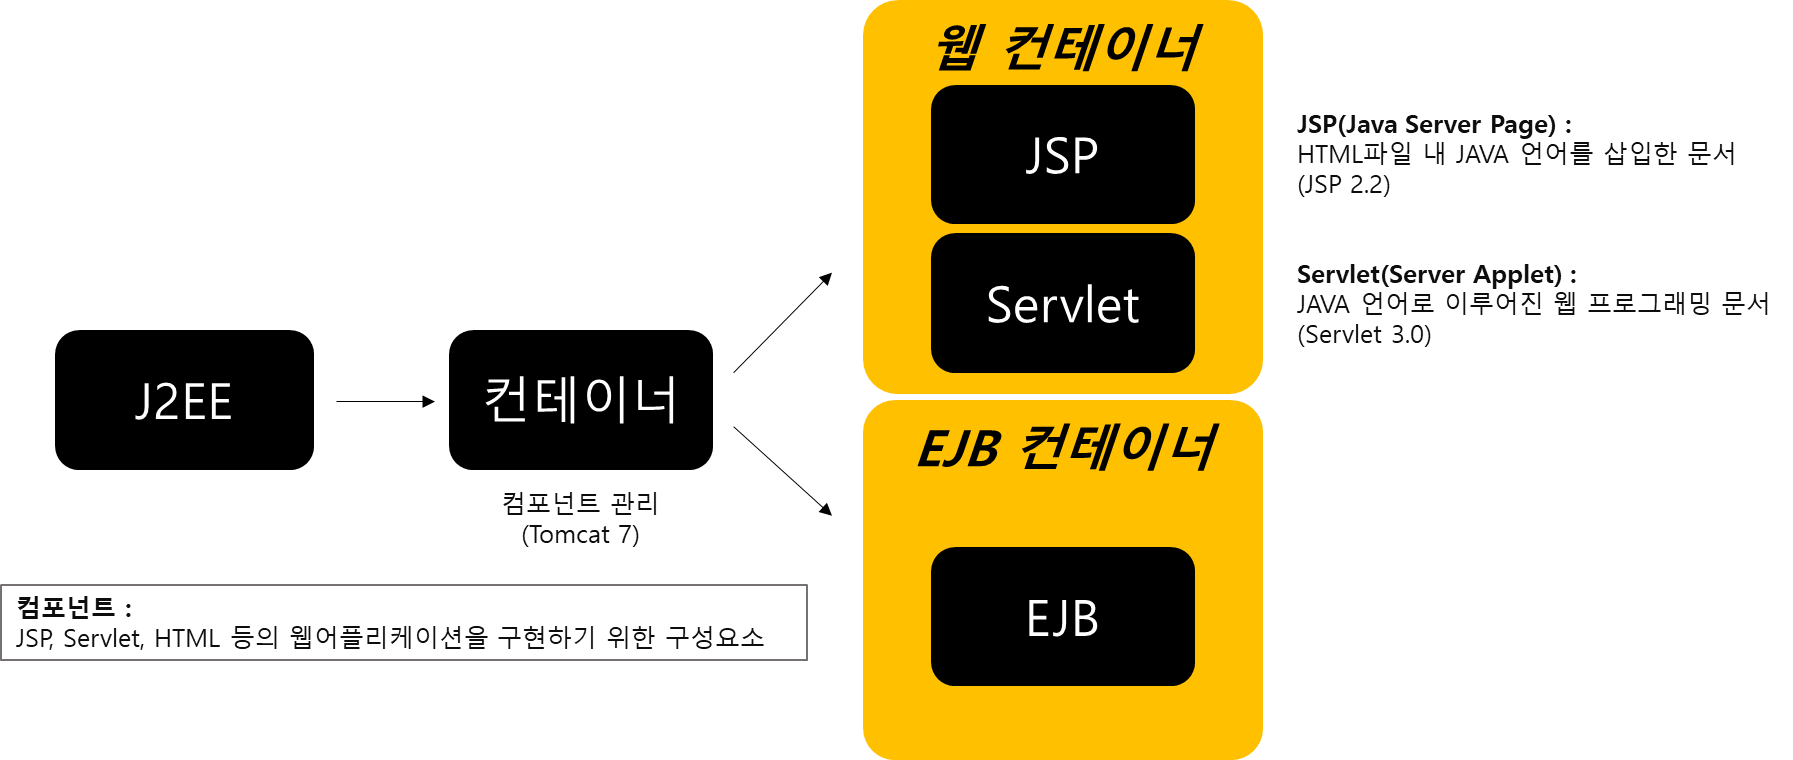 J2EE
컨테이너
컴포넌트 관리
(Tomcat 7)
컴포넌트 :
JSP, Servlet, HTML 등의 웹어플리케이션을 구현하기 위한 구성요소
웹 컨테이너
JSP
Servlet
JSP(Java Server Page) :
HTML파일 내 JAVA 언어를 삽입한 문서
(JSP 2.2)
Servlet(Server Applet) :
JAVA 언어로 이루어진 웹 프로그래밍 문서
(Servlet 3.0)
EJB 컨테이너
EJB